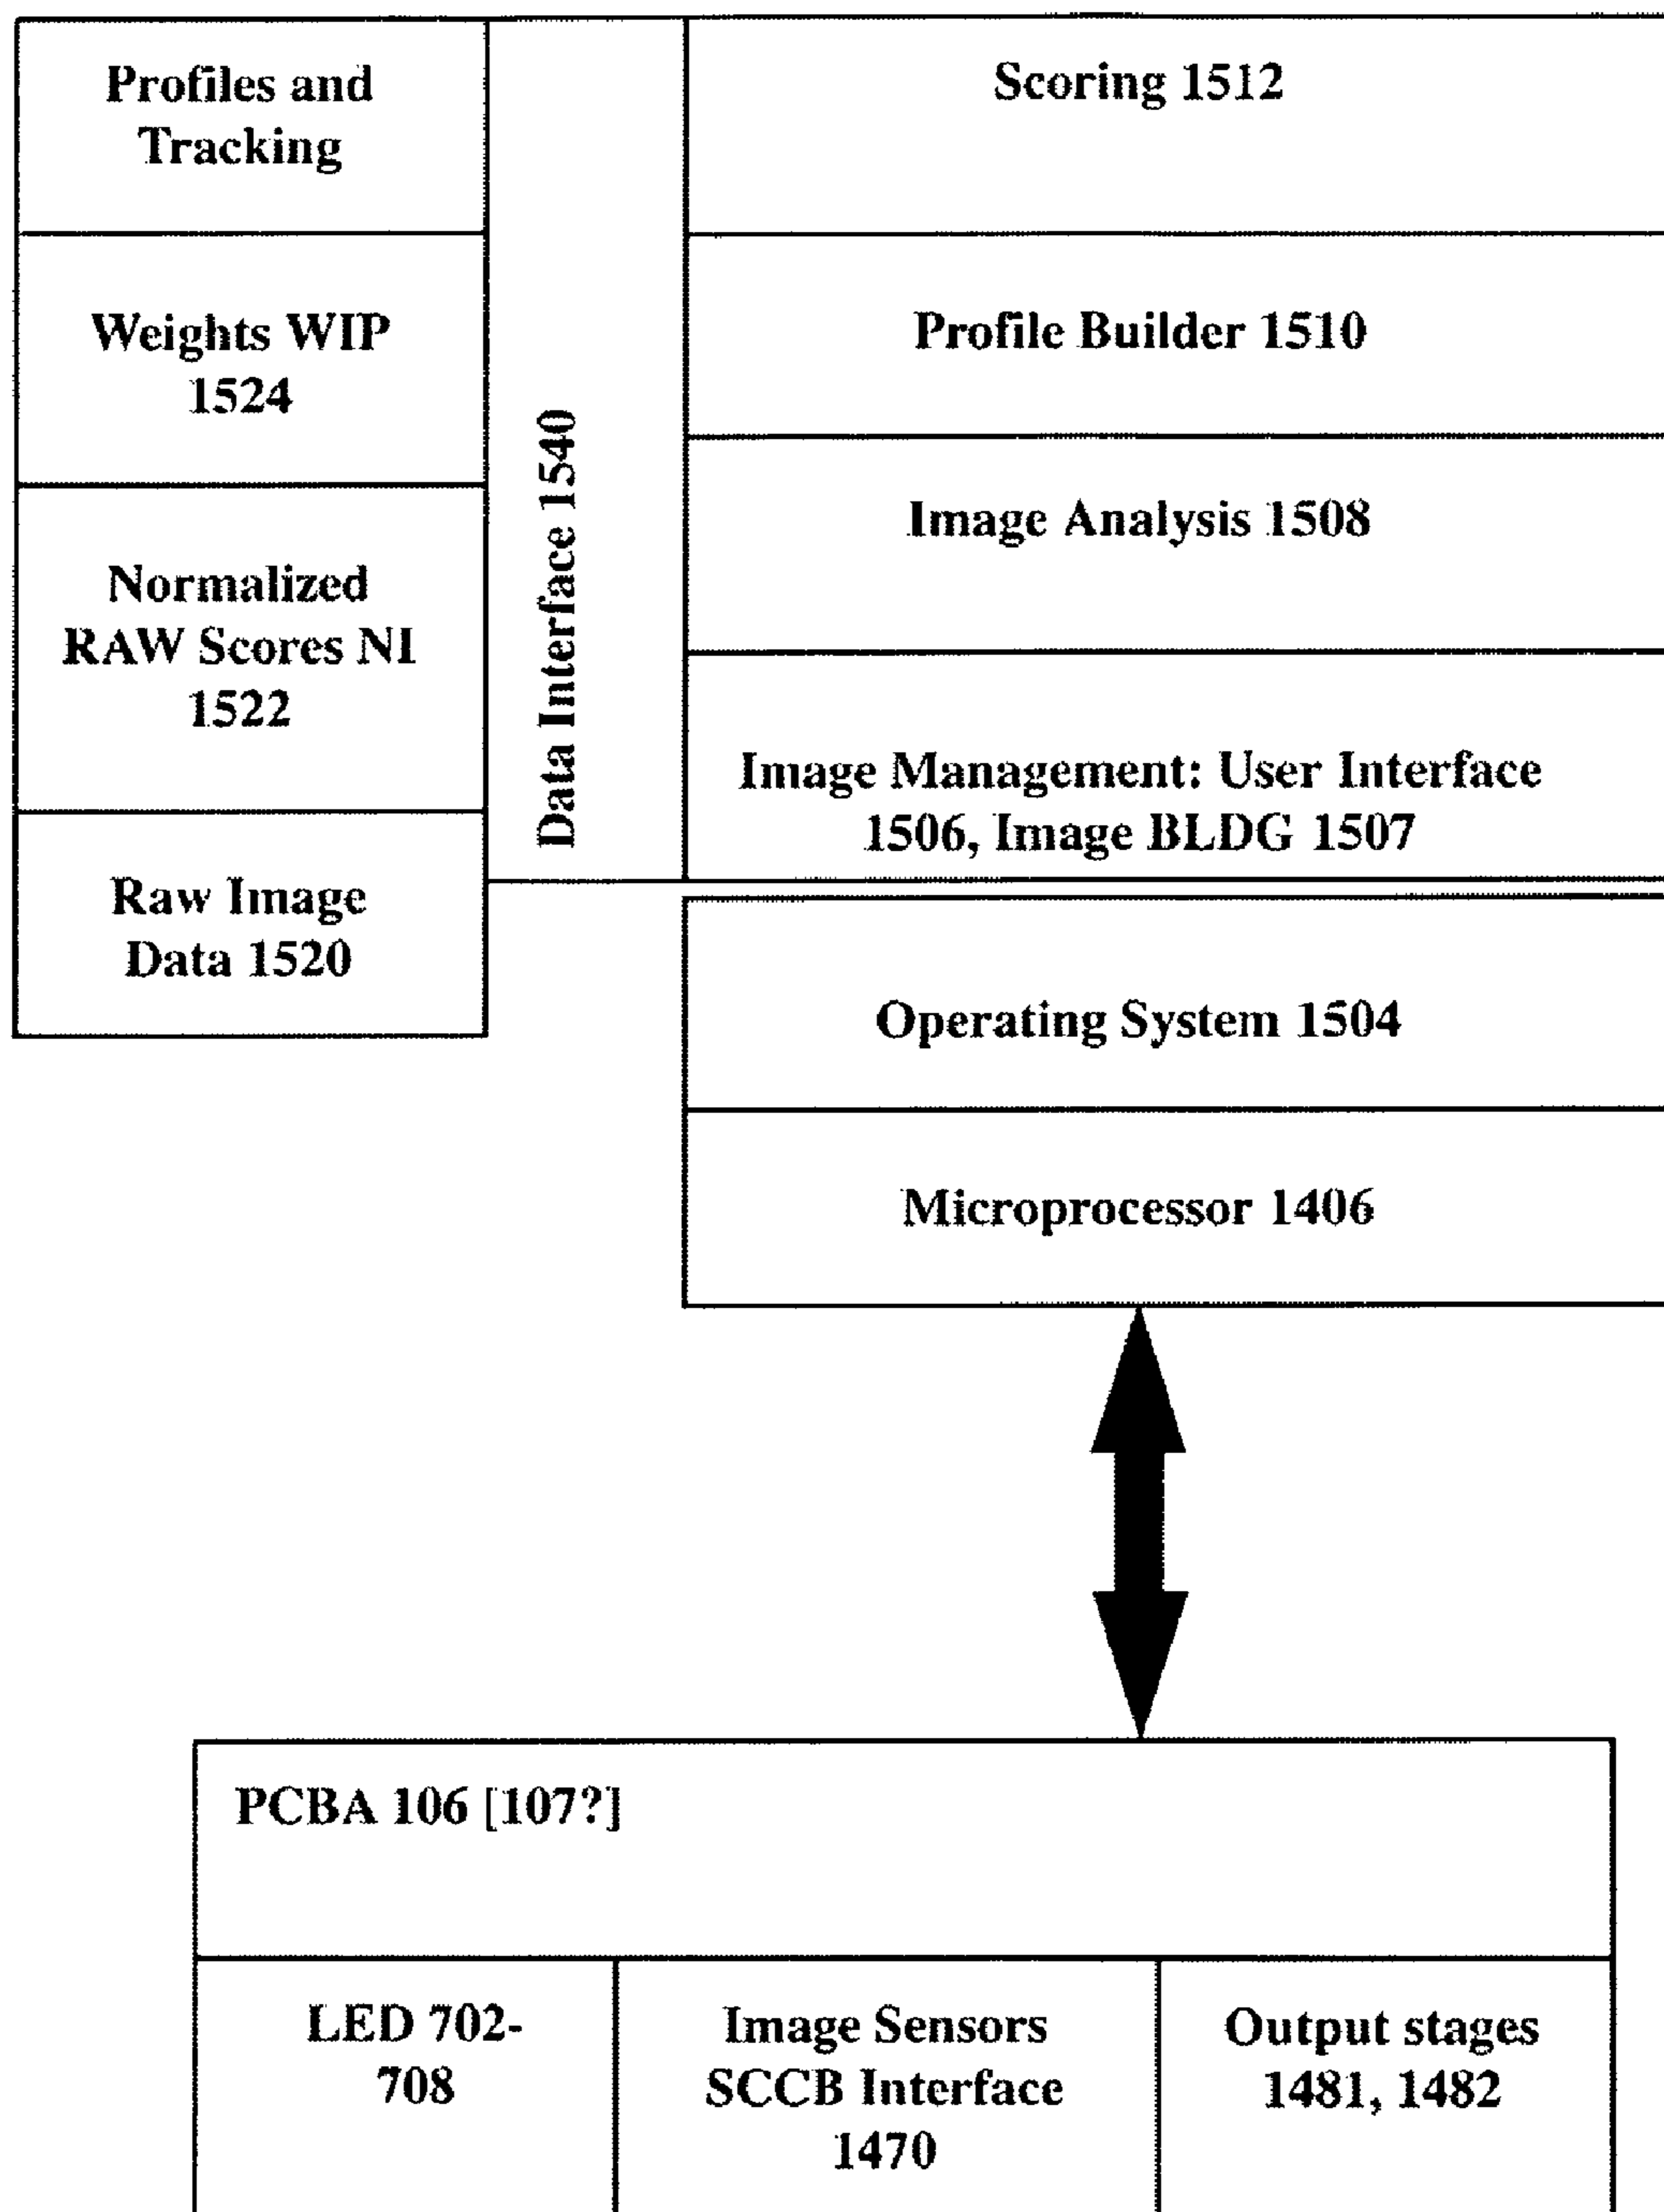 Profiles and
Tracking
Weights WIP
1524
Normalized
RAW Scores NI
1522
Raw Image
Data 1520
Data Interface 1540
Scoring 1512
Profile Builder 1510
Image Analysis 1508
Image Management: User Interface
1506, Image BLDG 1507
Operating System 1504
Microprocessor 1406
PCBA 106 [107?]
LED 702-
708
Image Sensors
SCCB Interface
1470
Output stages
1481, 1482